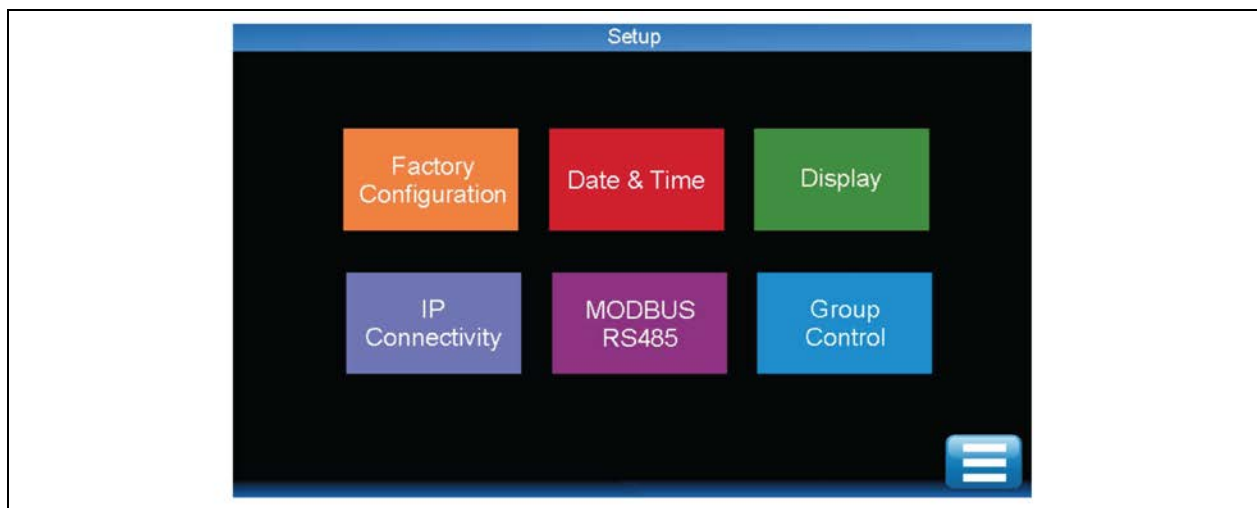 Setup
Factory
Configuration
Date & Time
Display
IP
Connectivity
MODBUS
RS485
Group
Control